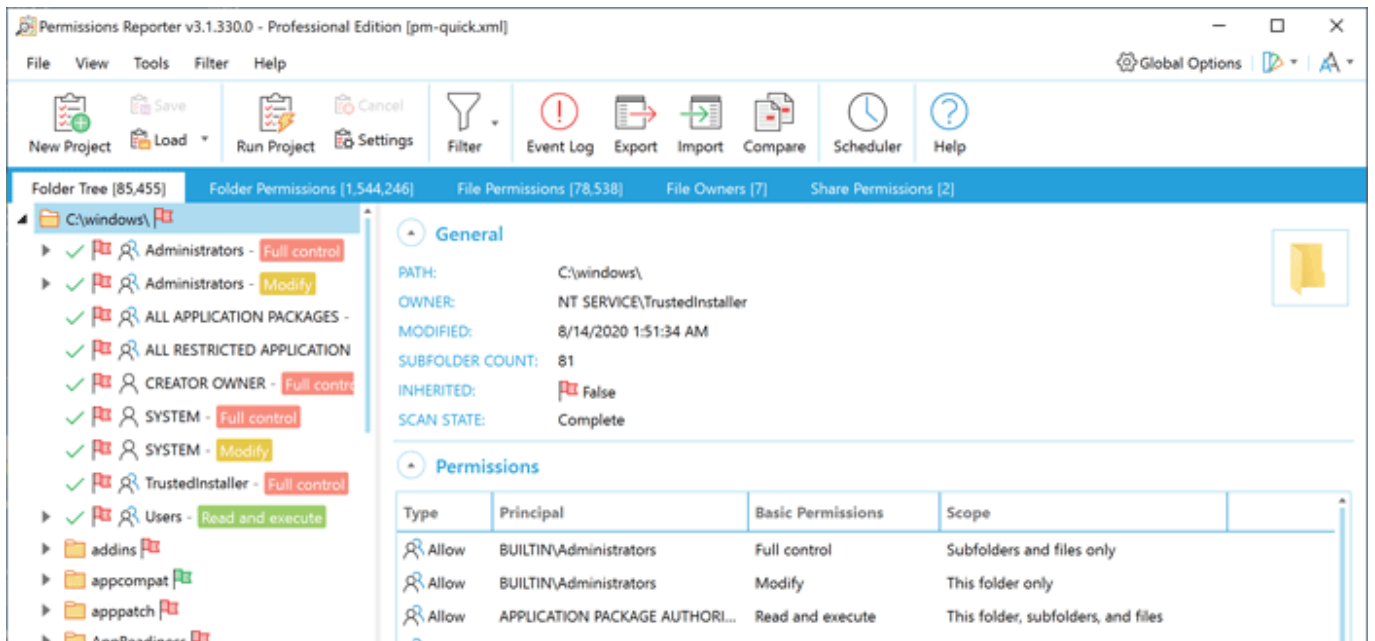 Permissions Reporter v3.1.330.0 - Professional Edition [pm-quick.xml]
File View Tools Filter Help Global Options
Save Cancel
New Project Load Run Project Settings Filter Event Log Export Import Compare Scheduler Help
Folder Tree [85,455] Folder Permissions [1,544,246] File Permissions [78,538] File Owners [7] Share Permissions [2]
C:\windows\
Administrators - Full control
Administrators - Modify
ALL APPLICATION PACKAGES -
ALL RESTRICTED APPLICATION
CREATOR OWNER - Full contro
SYSTEM - Full control
SYSTEM - Modify
TrustedInstaller - Full control
Users - Read and execute
addins
appcompat
apppatch
AppReadiness
General
PATH: C:\windows\
OWNER: NT SERVICE\TrustedInstaller
MODIFIED: 8/14/2020 1:51:34 AM
SUBFOLDER COUNT: 81
INHERITED: False
SCAN STATE: Complete
Permissions
Type Principal Basic Permissions Scope
Allow BUILTIN\Administrators Full control Subfolders and files only
Allow BUILTIN\Administrators Modify This folder only
Allow APPLICATION PACKAGE AUTHORI... Read and execute This folder, subfolders, and files